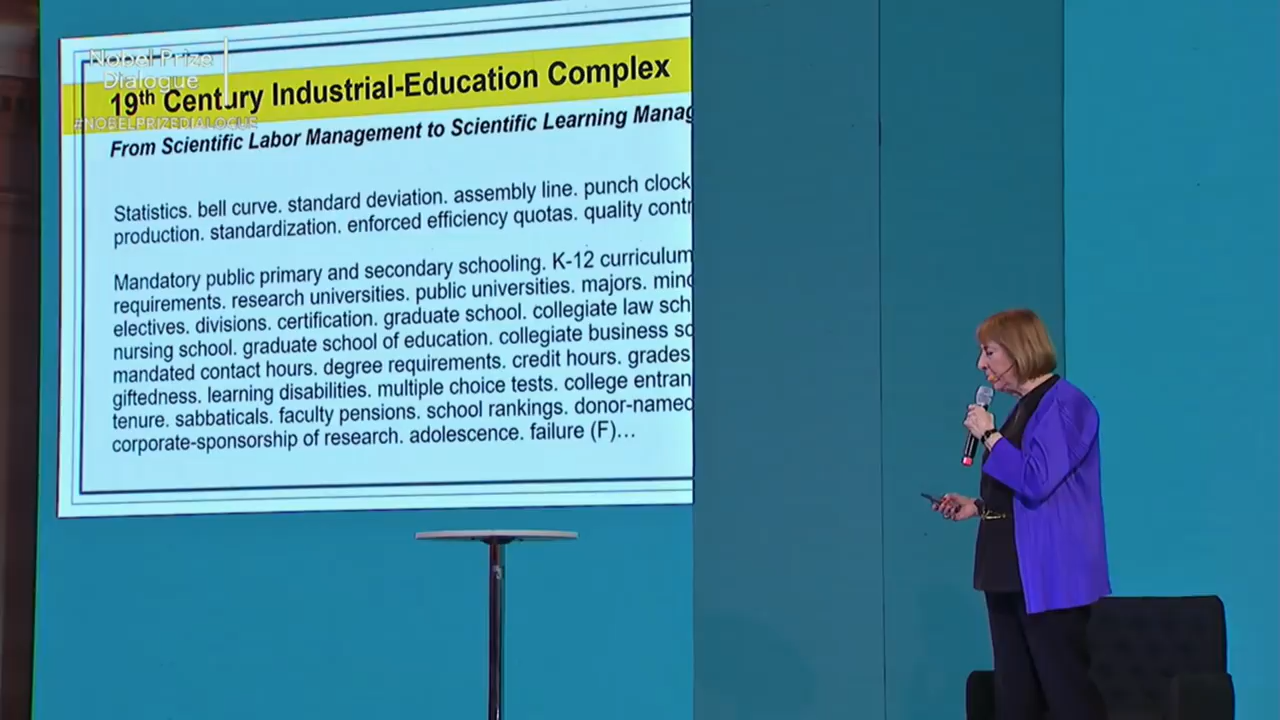 Nobel Prize
Dialogue
#NOBELPRIZEDIALOGUE
19th Century Industrial-Education Complex
From Scientific Labor Management to Scientific Learning Manag
Statistics. bell curve. standard deviation. assembly line. punch clock
production. standardization. enforced efficiency quotas. quality contr
Mandatory public primary and secondary schooling. K-12 curriculum
requirements. research universities. public universities. majors. mino
electives. divisions. certification. graduate school. collegiate law sch
nursing school. graduate school of education. collegiate business sc
mandated contact hours. degree requirements. credit hours. grades
giftedness. learning disabilities. multiple choice tests. college entran
tenure. sabbaticals. faculty pensions. school rankings. donor-named
corporate-sponsorship of research. adolescence. failure (F)…